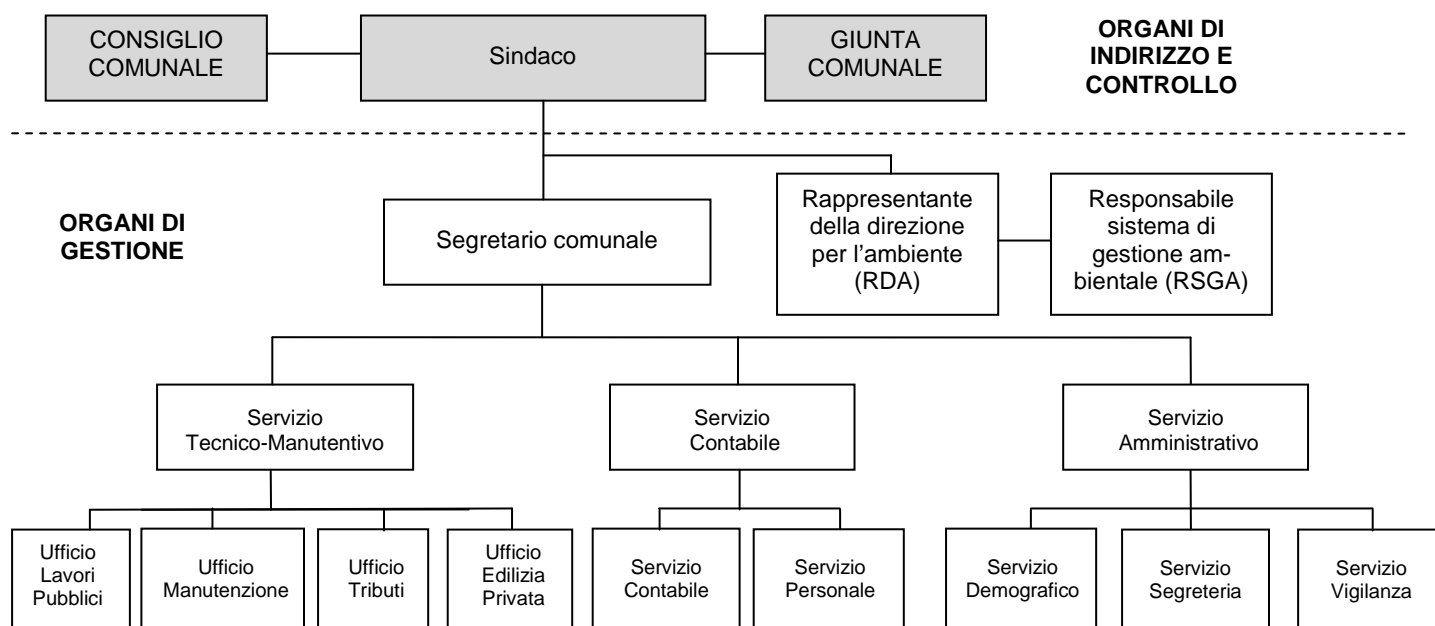 CONSIGLIO
COMUNALE
Sindaco
GIUNTA
COMUNALE
ORGANI DI
INDIRIZZO E
CONTROLLO
ORGANI DI
GESTIONE
Segretario comunale
Rappresentante
della direzione
per l’ambiente
(RDA)
Responsabile
sistema di
gestione am-
bientale (RSGA)
Servizio
Tecnico-Manutentivo
Servizio
Contabile
Servizio
Amministrativo
Ufficio
Lavori
Pubblici
Ufficio
Manutenzione
Ufficio
Tributi
Ufficio
Edilizia
Privata
Servizio
Contabile
Servizio
Personale
Servizio
Demografico
Servizio
Segreteria
Servizio
Vigilanza